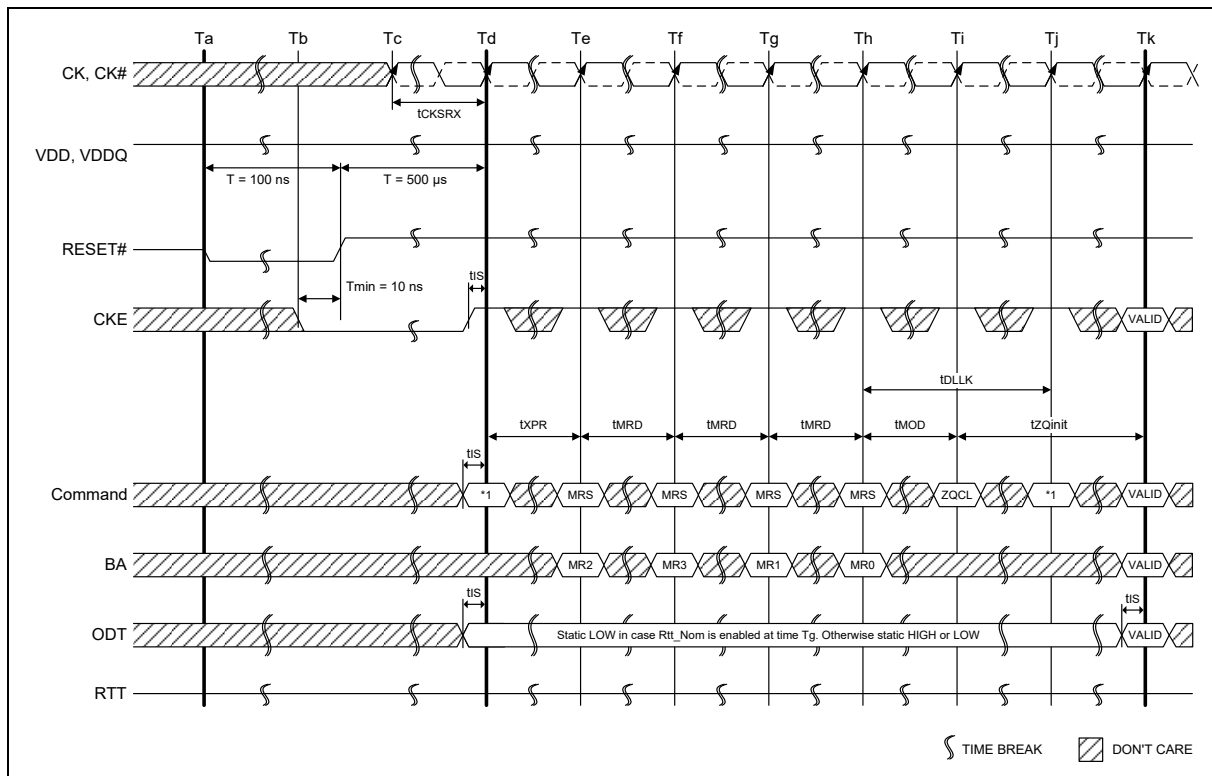 Ta Tb Tc Td Te Tf Tg Th Ti Tj Tk
CK, CK#
tCKSRX
VDD, VDDQ
T = 100 ns T = 500 µs
RESET#
Tmin = 10 ns tIS
CKE VALID
tDLLK
tXPR tMRD tMRD tMRD tMOD tZQinit
tIS
Command *1 MRS MRS MRS MRS ZQCL *1 VALID
BA MR2 MR3 MR1 MR0 VALID
tIS tIS
ODT Static LOW in case Rtt_Nom is enabled at time Tg. Otherwise static HIGH or LOW VALID
RTT
TIME BREAK DON'T CARE